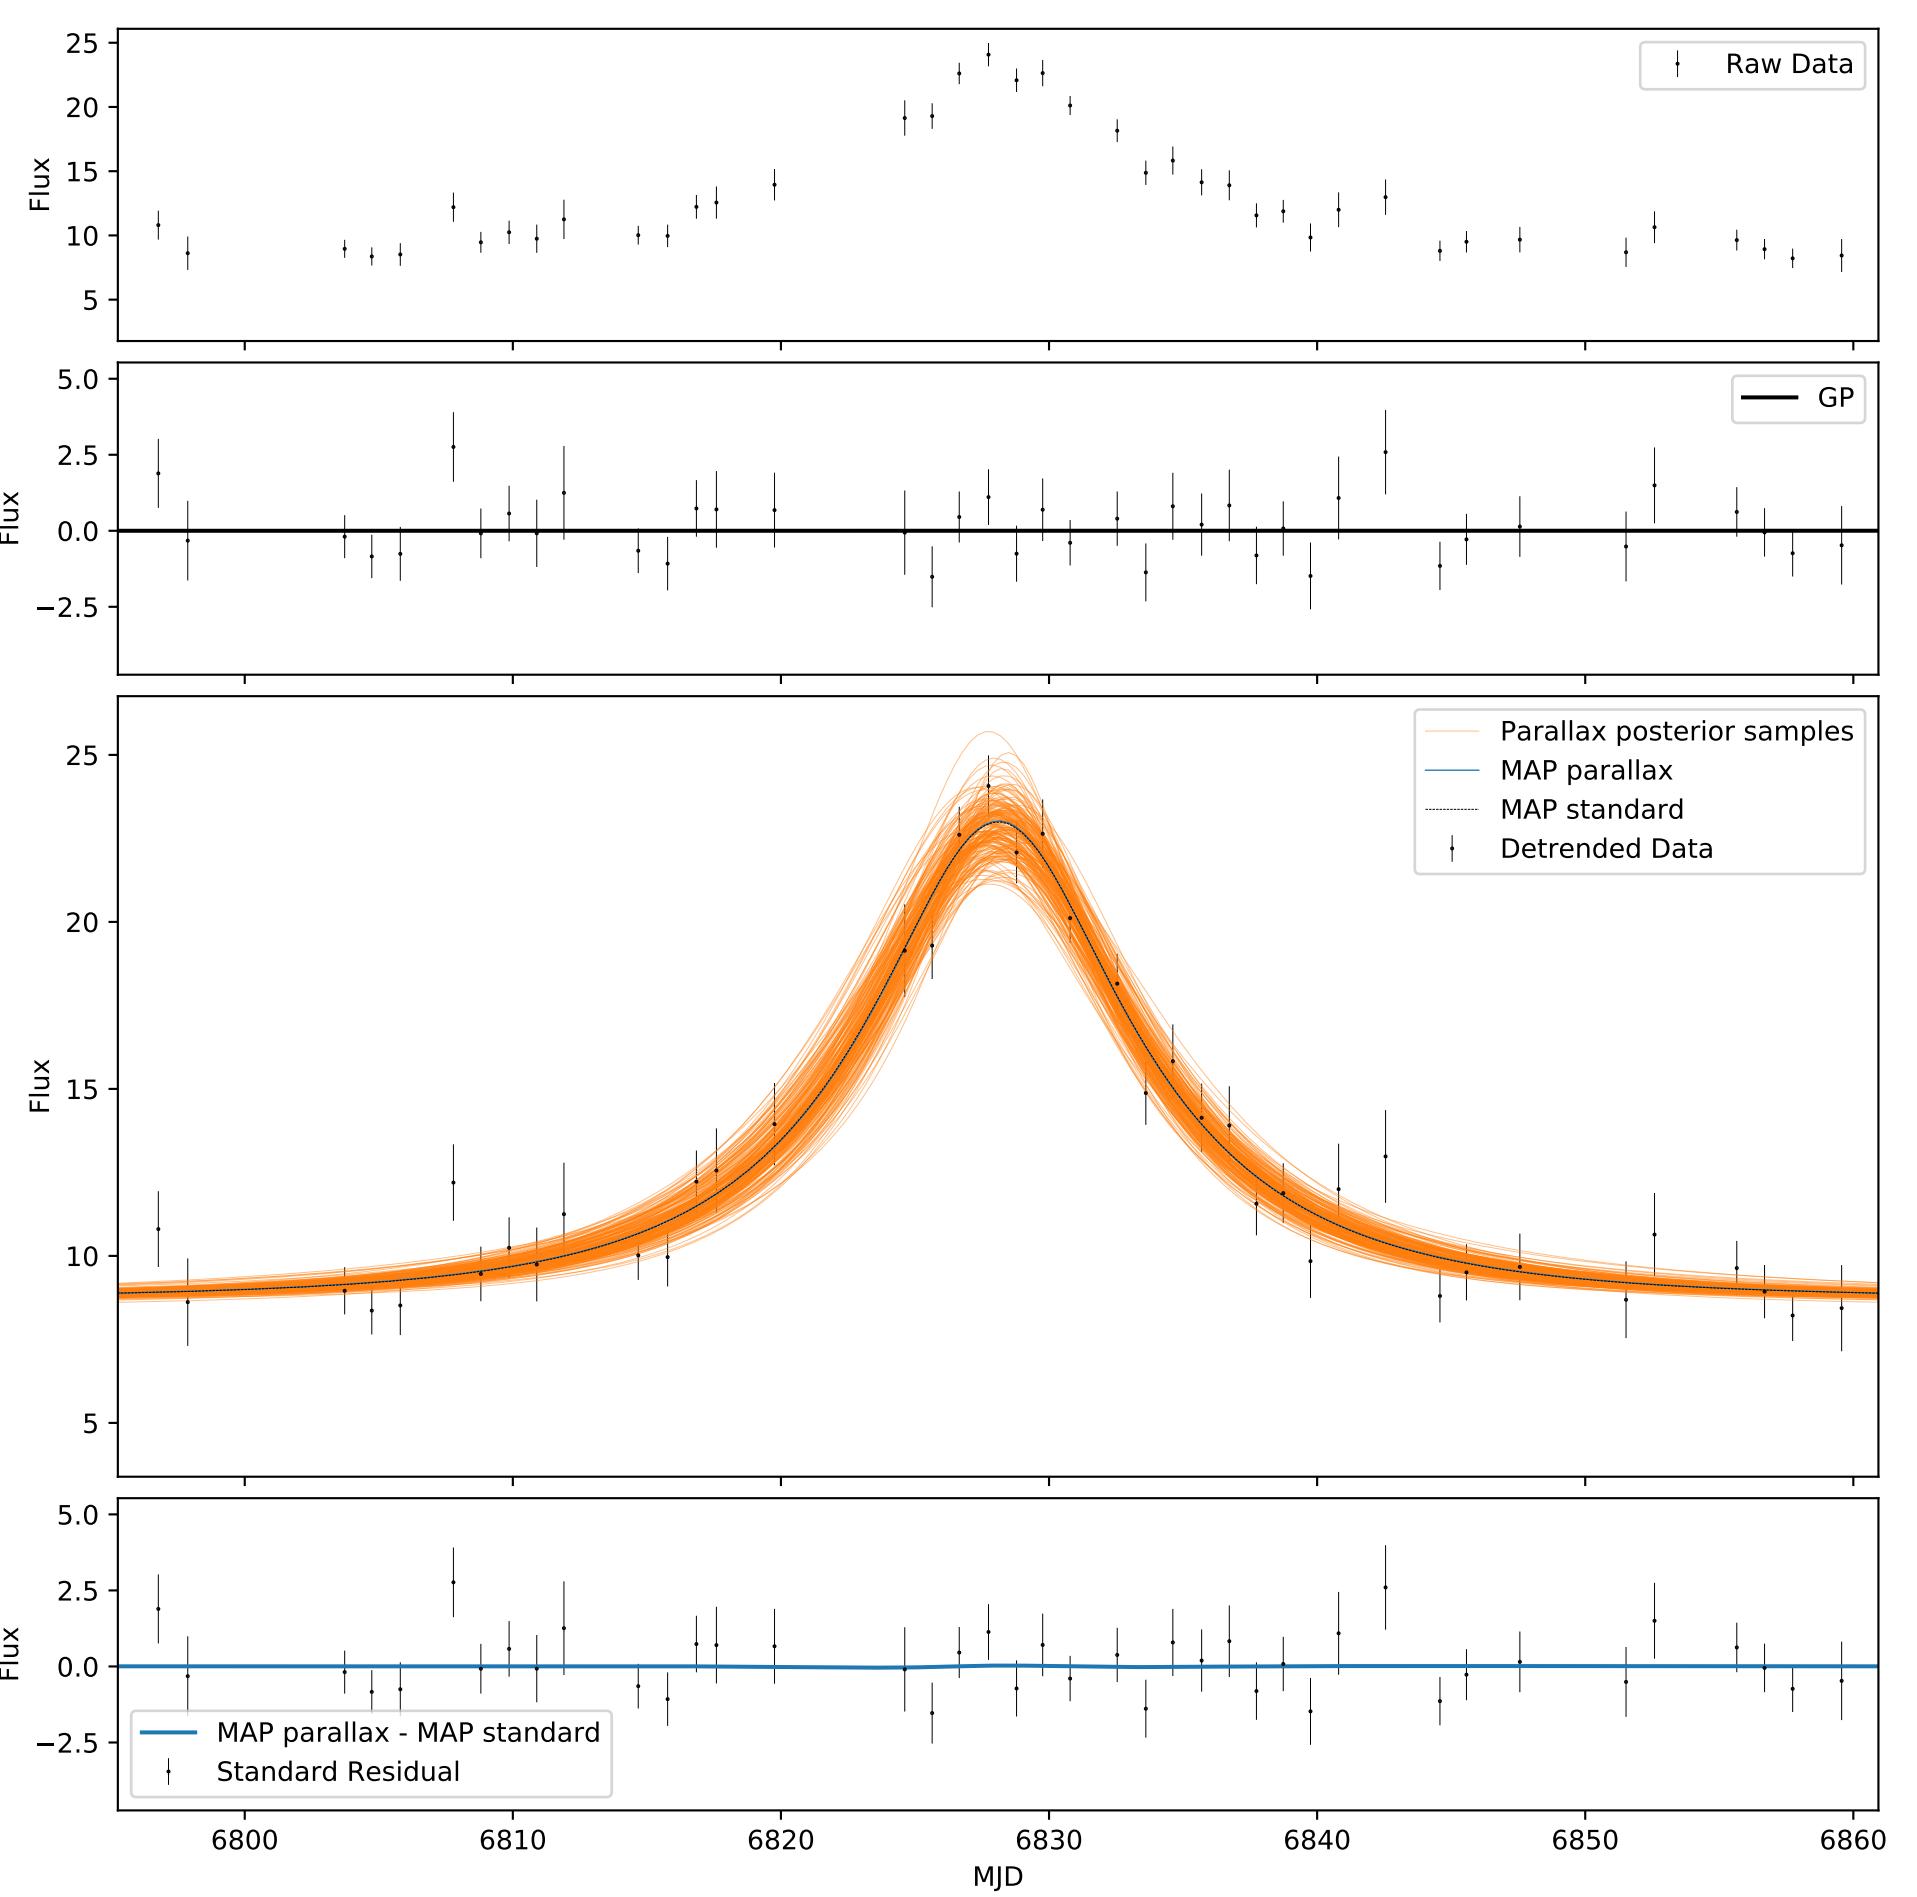 25
20
15
10
5
Flux
Raw Data
5.0
2.5
0.0
−2.5
Flux
GP
25
20
15
10
5
Flux
Parallax posterior samples
MAP parallax
MAP standard
Detrended Data
5.0
2.5
0.0
−2.5
Flux
MAP parallax - MAP standard
Standard Residual
6800 6810 6820 6830 6840 6850 6860
MJD